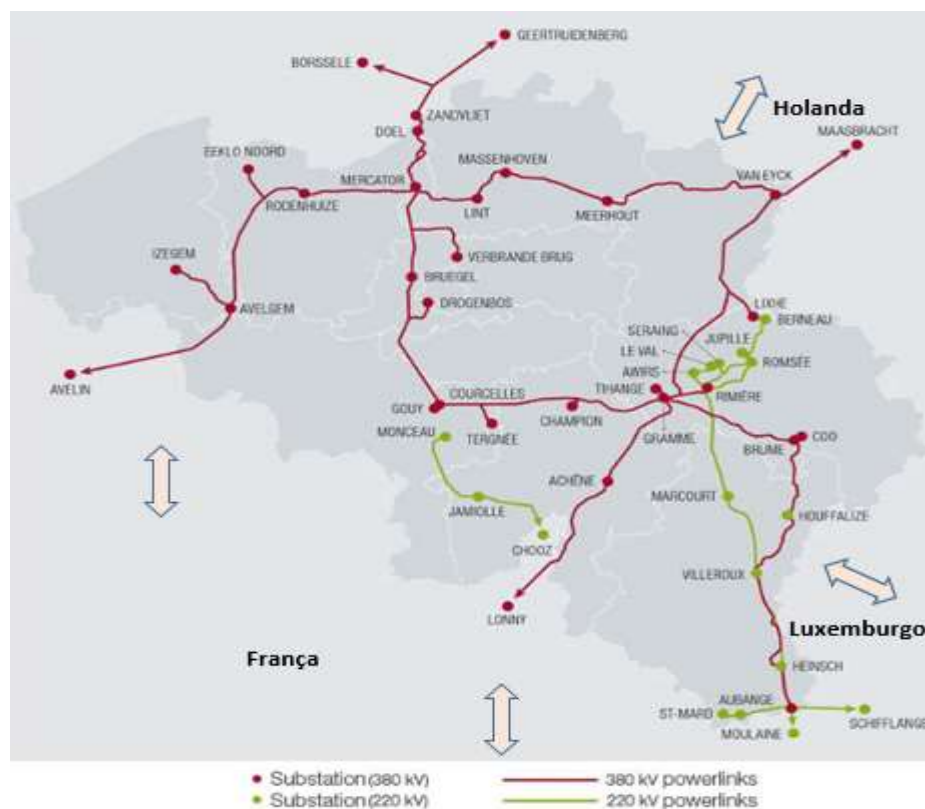 GEERTRUIDENBERG
BORSSELE
ZANDVLIET
DOEL
Holanda
MAASBRACHT
EEKLO NOORD
MASSENHOVEN
MERCATOR
VAN EYCK
RODENHUIZE
LINT
MEERHOUT
IZEGEM
VERBRANDE BRUG
BRUEGEL
DROGENBOS
AVELGEM
LIXHE
BERNEAU
SERAING
JUPILLE
LE VAL
ROMSÉE
AWIRS
AVELIN
TIHANGE
RIMIÈRE
COURCELLES
GOUY
CHAMPION
MONCEAU
TERGNÉE
GRAMME
COO
BRUME
ACHÊNE
MARCOURT
JAMIOLLE
HOUFFALIZE
CHOOZ
VILLEROUX
LONNY
Luxemburgo
França
HEINSCH
AUBANGE
ST-MARD
SCHIFFLANGE
MOULAINE
Substation (380 kV) 380 kV powerlinks
Substation (220 kV) 220 kV powerlinks